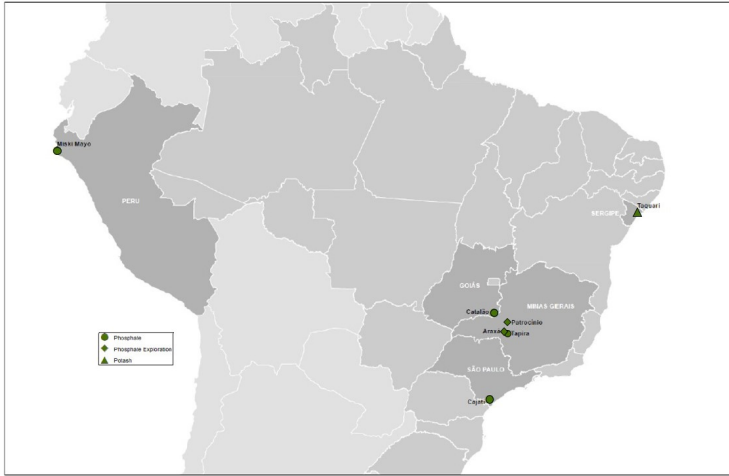 Miski Mayo
PERU
Taquari
SERGIPE
GOIÁS
MINAS GERAIS
Catalão
Patrocínio
Araxá
Tapira
SÃO PAULO
Cajati
Phosphate
Phosphate Exploration
Potash